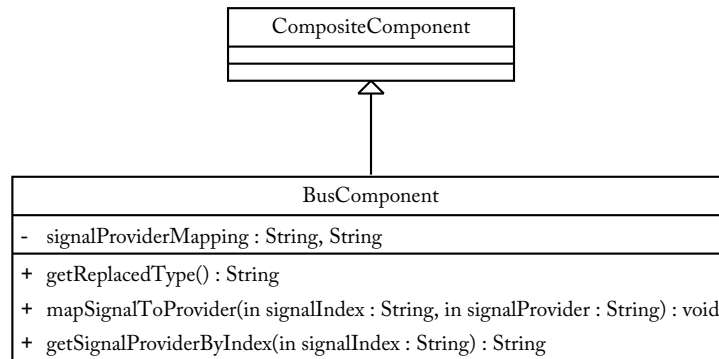 CompositeComponent
BusComponent
- signalProviderMapping : String, String
+ getReplacedType() : String
+ mapSignalToProvider(in signalIndex : String, in signalProvider : String) : void
+ getSignalProviderByIndex(in signalIndex : String) : String